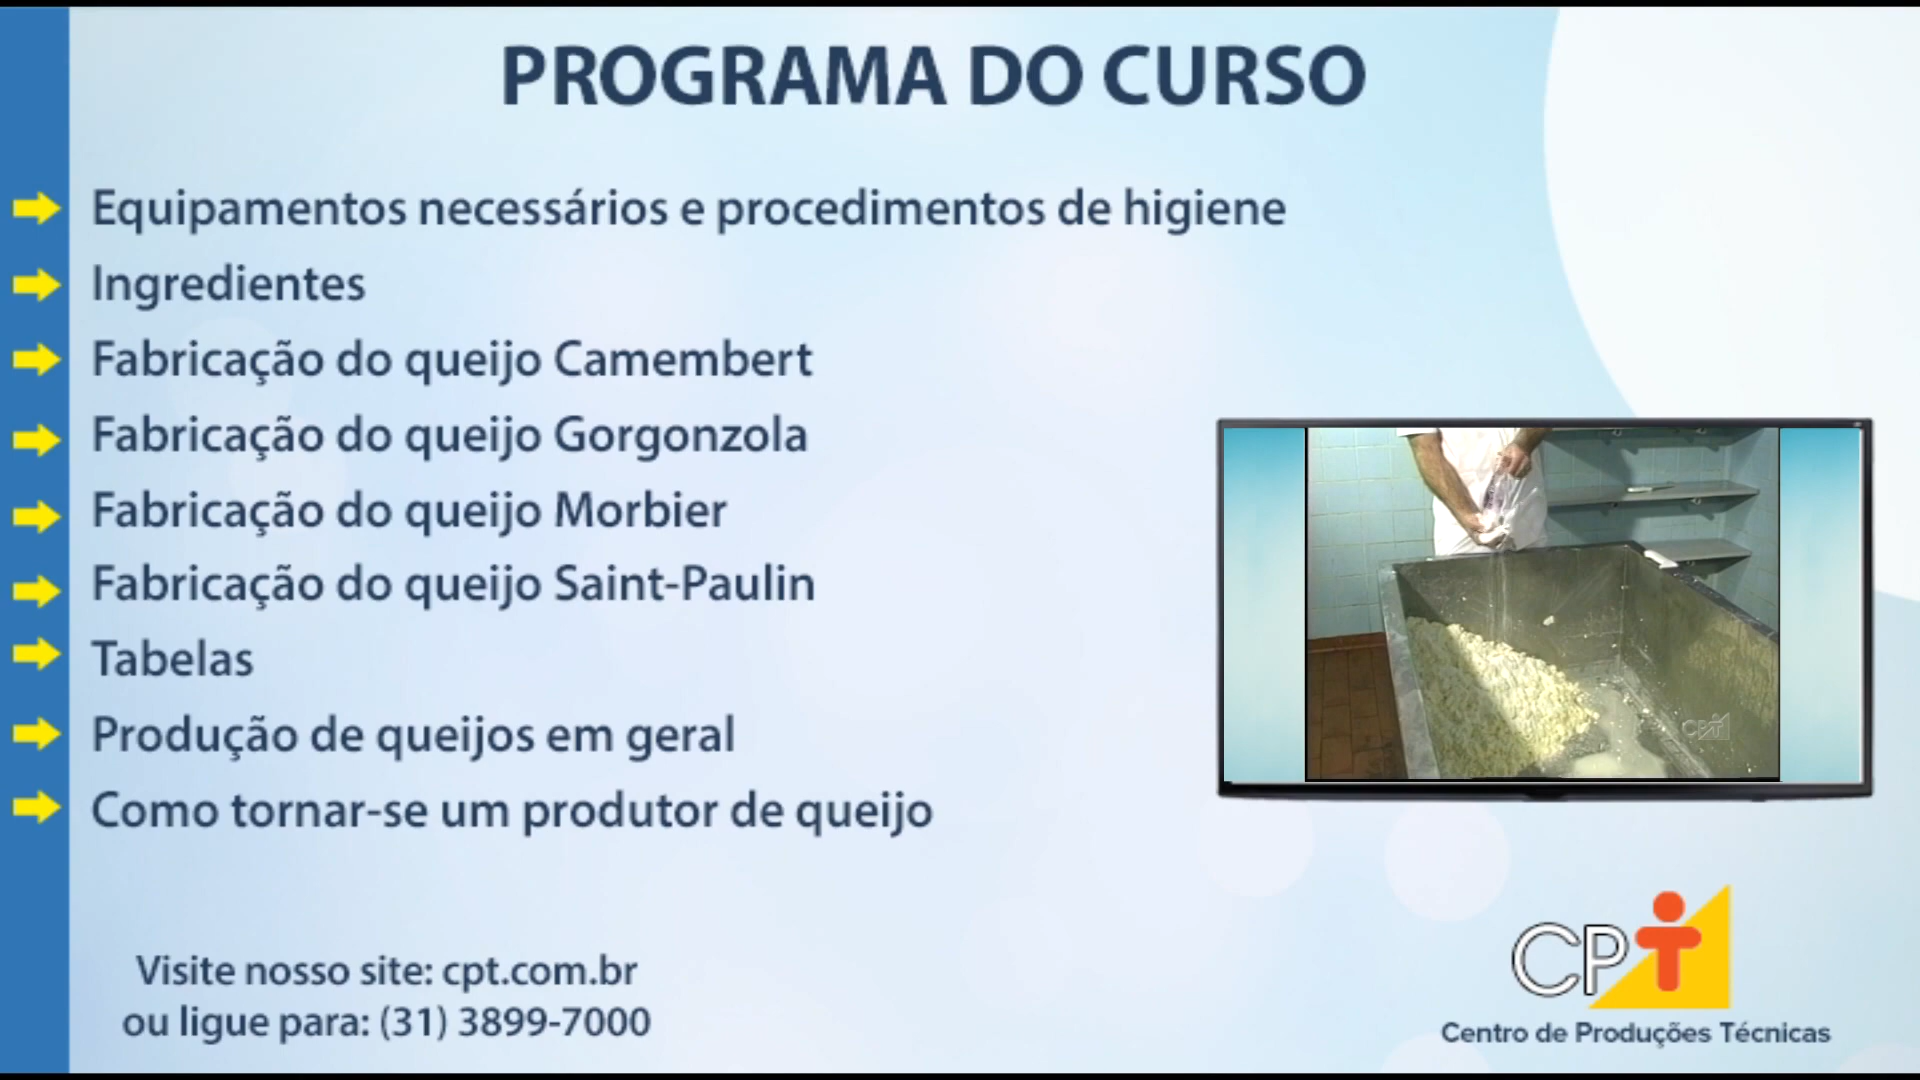 PROGRAMA DO CURSO
Equipamentos necessários e procedimentos de higiene
Ingredientes
Fabricação do queijo Camembert
Fabricação do queijo Gorgonzola
Fabricação do queijo Morbier
Fabricação do queijo Saint-Paulin
Tabelas
Produção de queijos em geral
Como tornar-se um produtor de queijo
CPT
Visite nosso site: cpt.com.br
ou ligue para: (31) 3899-7000
CPT
Centro de Produções Técnicas